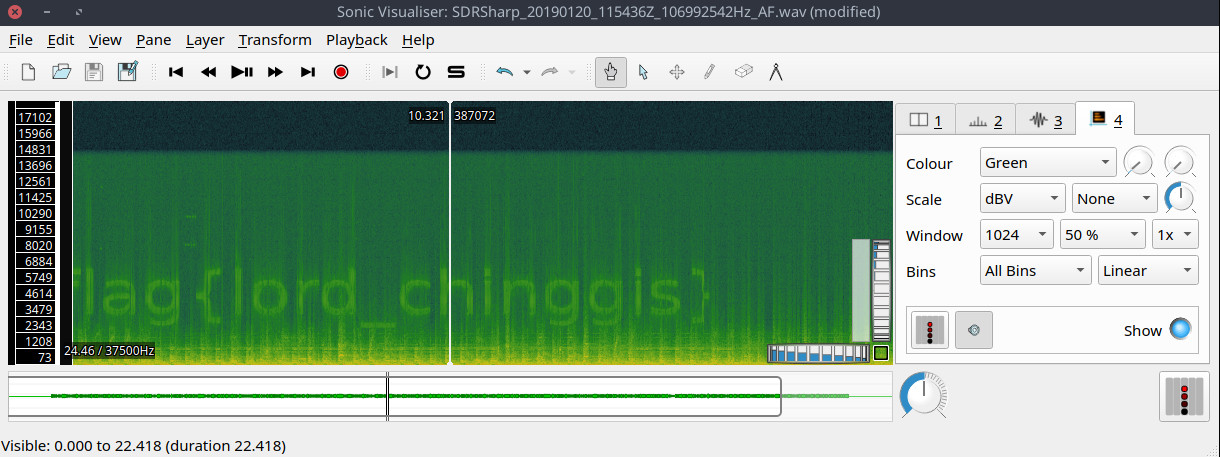 Sonic Visualiser: SDRSharp_20190120_115436Z_106992542Hz_AF.wav (modified)
File Edit View Pane Layer Transform Playback Help
17102
15966
14831
13696
12561
11425
10290
9155
8020
6884
5749
4614
3479
2343
1208
73
10.321 387072
flag{lord_chinggis}
24.46 / 37500Hz
1 2 3 4
Colour Green
Scale dBV None
Window 1024 50 % 1x
Bins All Bins Linear
Show
Visible: 0.000 to 22.418 (duration 22.418)